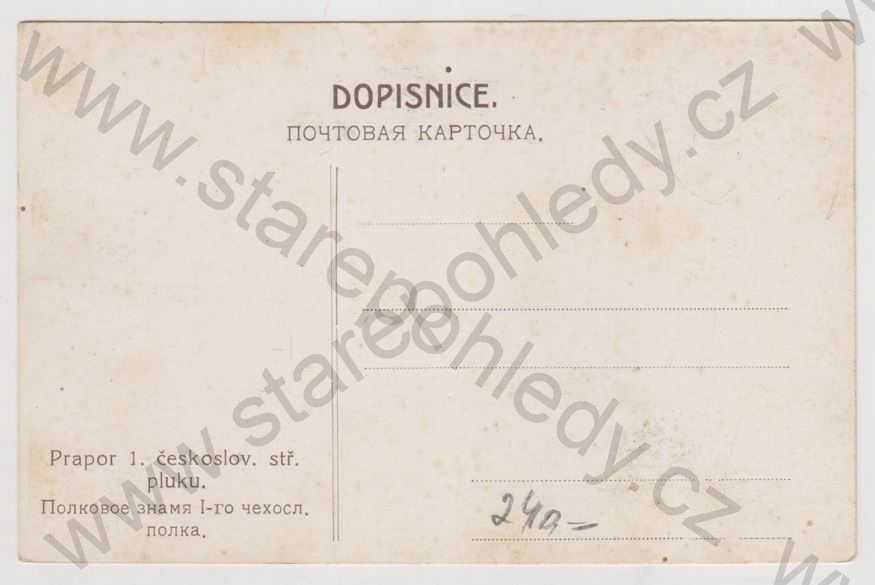 DOPISNICE.
ПОЧТОВАЯ КАРТОЧКА.
Prapor 1. českoslov. stř.
pluku.
Полковое знамя I-го чехосл.
полка.
www.starepohledy.cz
www.starepohledy.cz